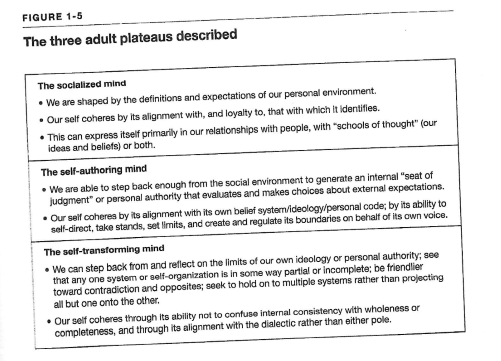 FIGURE 1-5
The three adult plateaus described
The socialized mind
• We are shaped by the definitions and expectations of our personal environment.
• Our self coheres by its alignment with, and loyalty to, that with which it identifies.
• This can express itself primarily in our relationships with people, with “schools of thought” (our
ideas and beliefs) or both.
The self-authoring mind
• We are able to step back enough from the social environment to generate an internal “seat of
judgment” or personal authority that evaluates and makes choices about external expectations.
• Our self coheres by its alignment with its own belief system/ideology/personal code; by its ability to
self-direct, take stands, set limits, and create and regulate its boundaries on behalf of its own voice.
The self-transforming mind
• We can step back from and reflect on the limits of our own ideology or personal authority; see
that any one system or self-organization is in some way partial or incomplete; be friendlier
toward contradiction and opposites; seek to hold on to multiple systems rather than projecting
all but one onto the other.
• Our self coheres through its ability not to confuse internal consistency with wholeness or
completeness, and through its alignment with the dialectic rather than either pole.